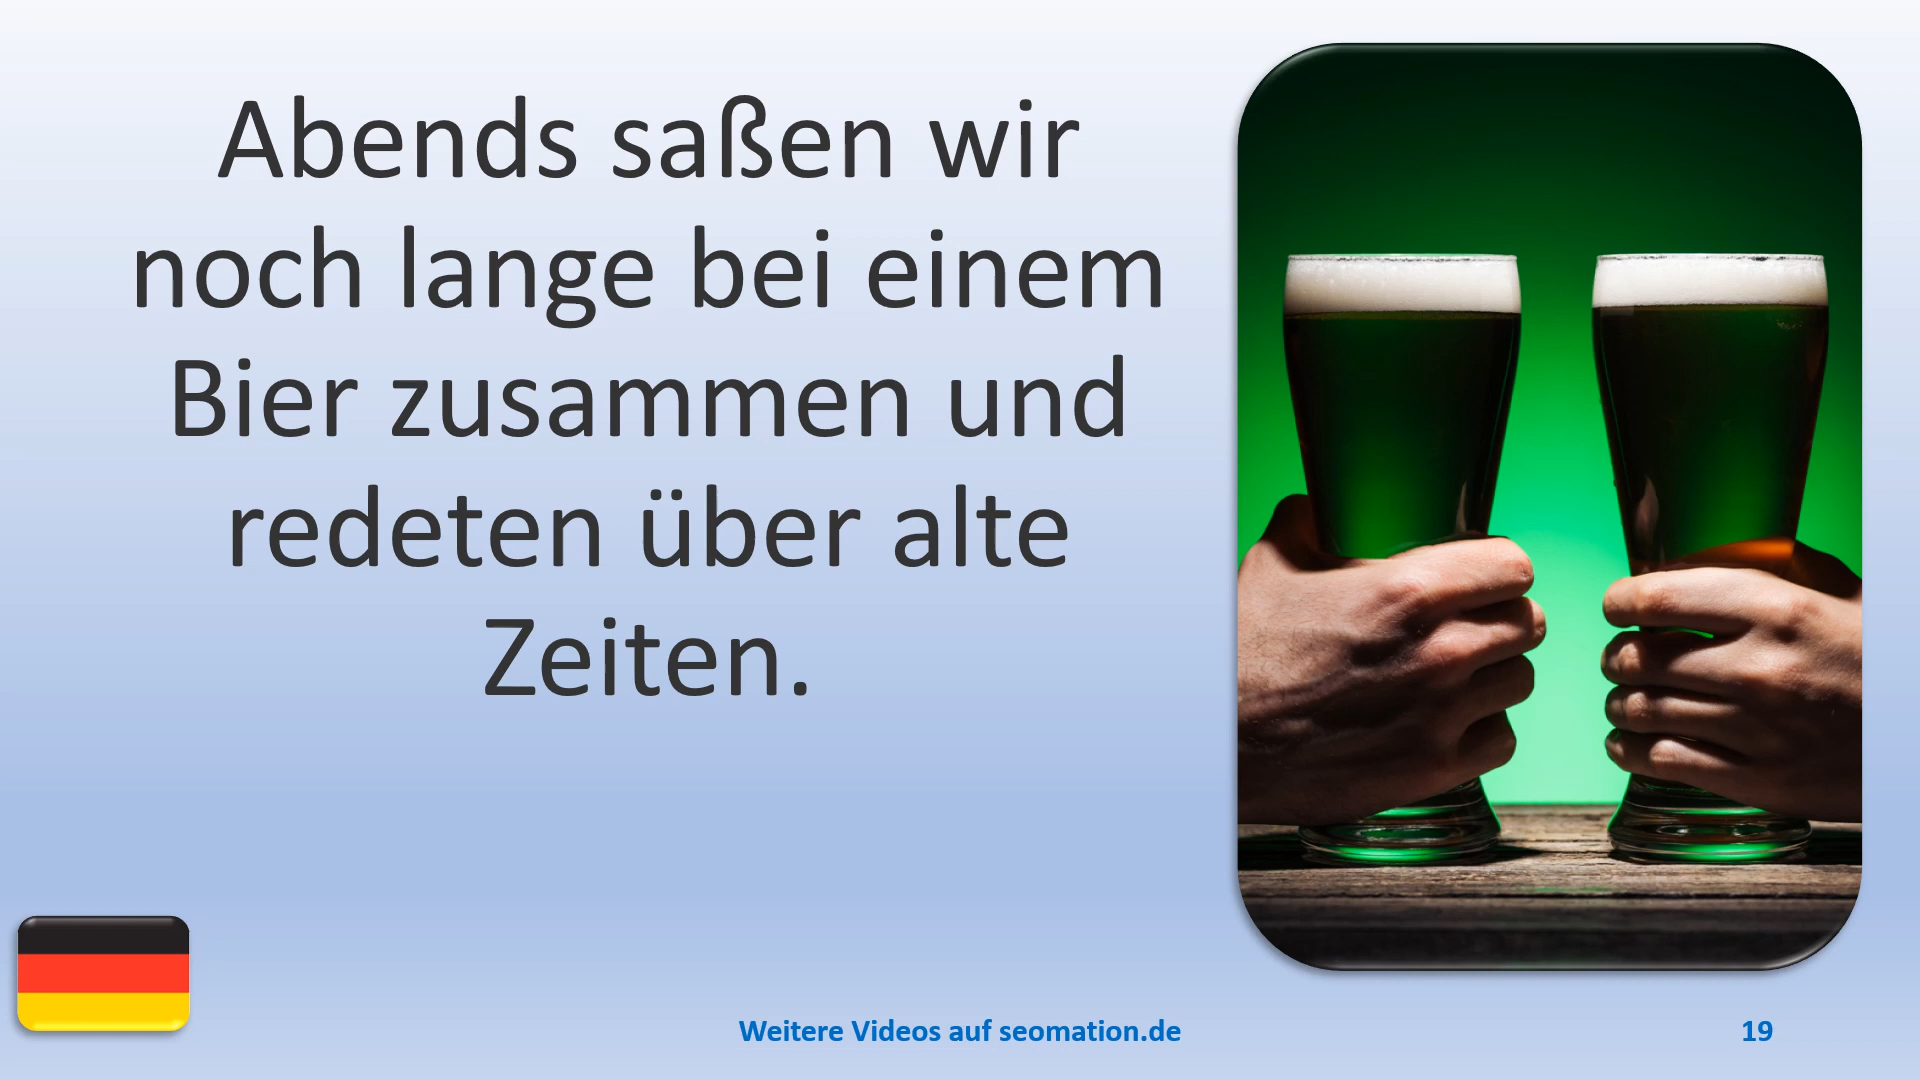 Abends saßen wir
noch lange bei einem
Bier zusammen und
redeten über alte
Zeiten.
Weitere Videos auf seomation.de
19